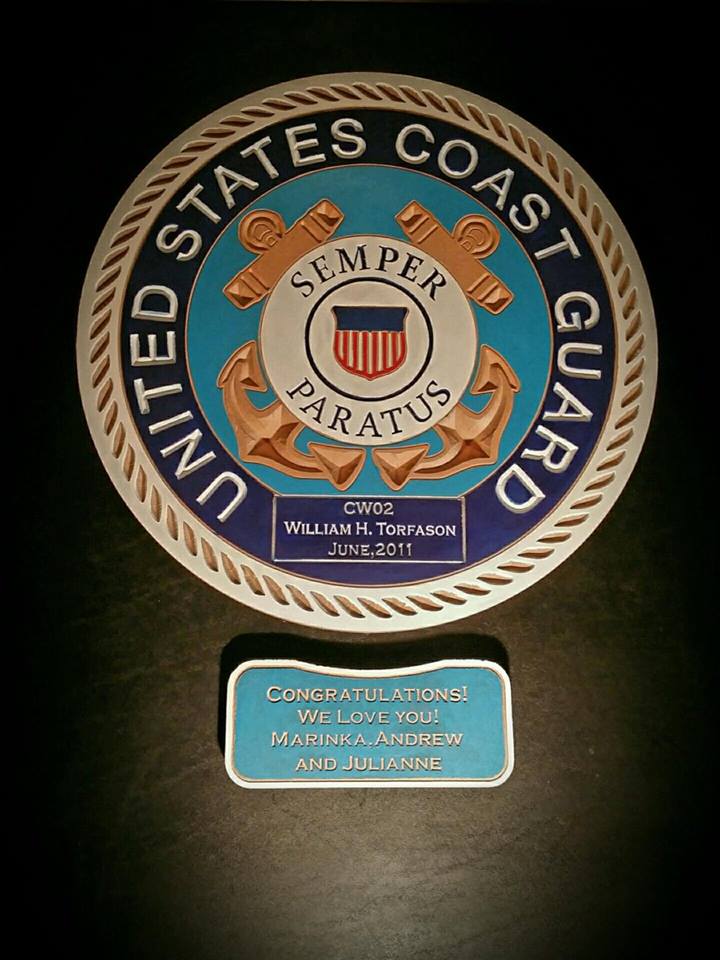 UNITED STATES COAST GUARD
SEMPER
PARATUS
CW02
WILLIAM H. TORFASON
JUNE,2011
CONGRATULATIONS!
WE LOVE YOU!
MARINKA.ANDREW
AND JULIANNE